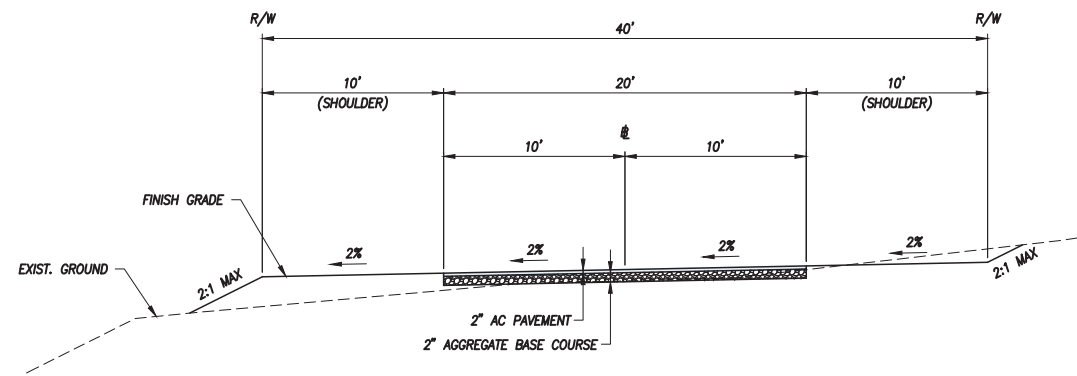 R/W
R/W
40'
10'
(SHOULDER)
20'
10'
(SHOULDER)
10'
10'
FINISH GRADE
2%
2%
2%
2%
EXIST. GROUND
2:1 MAX
2:1 MAX
2" AC PAVEMENT
2" AGGREGATE BASE COURSE